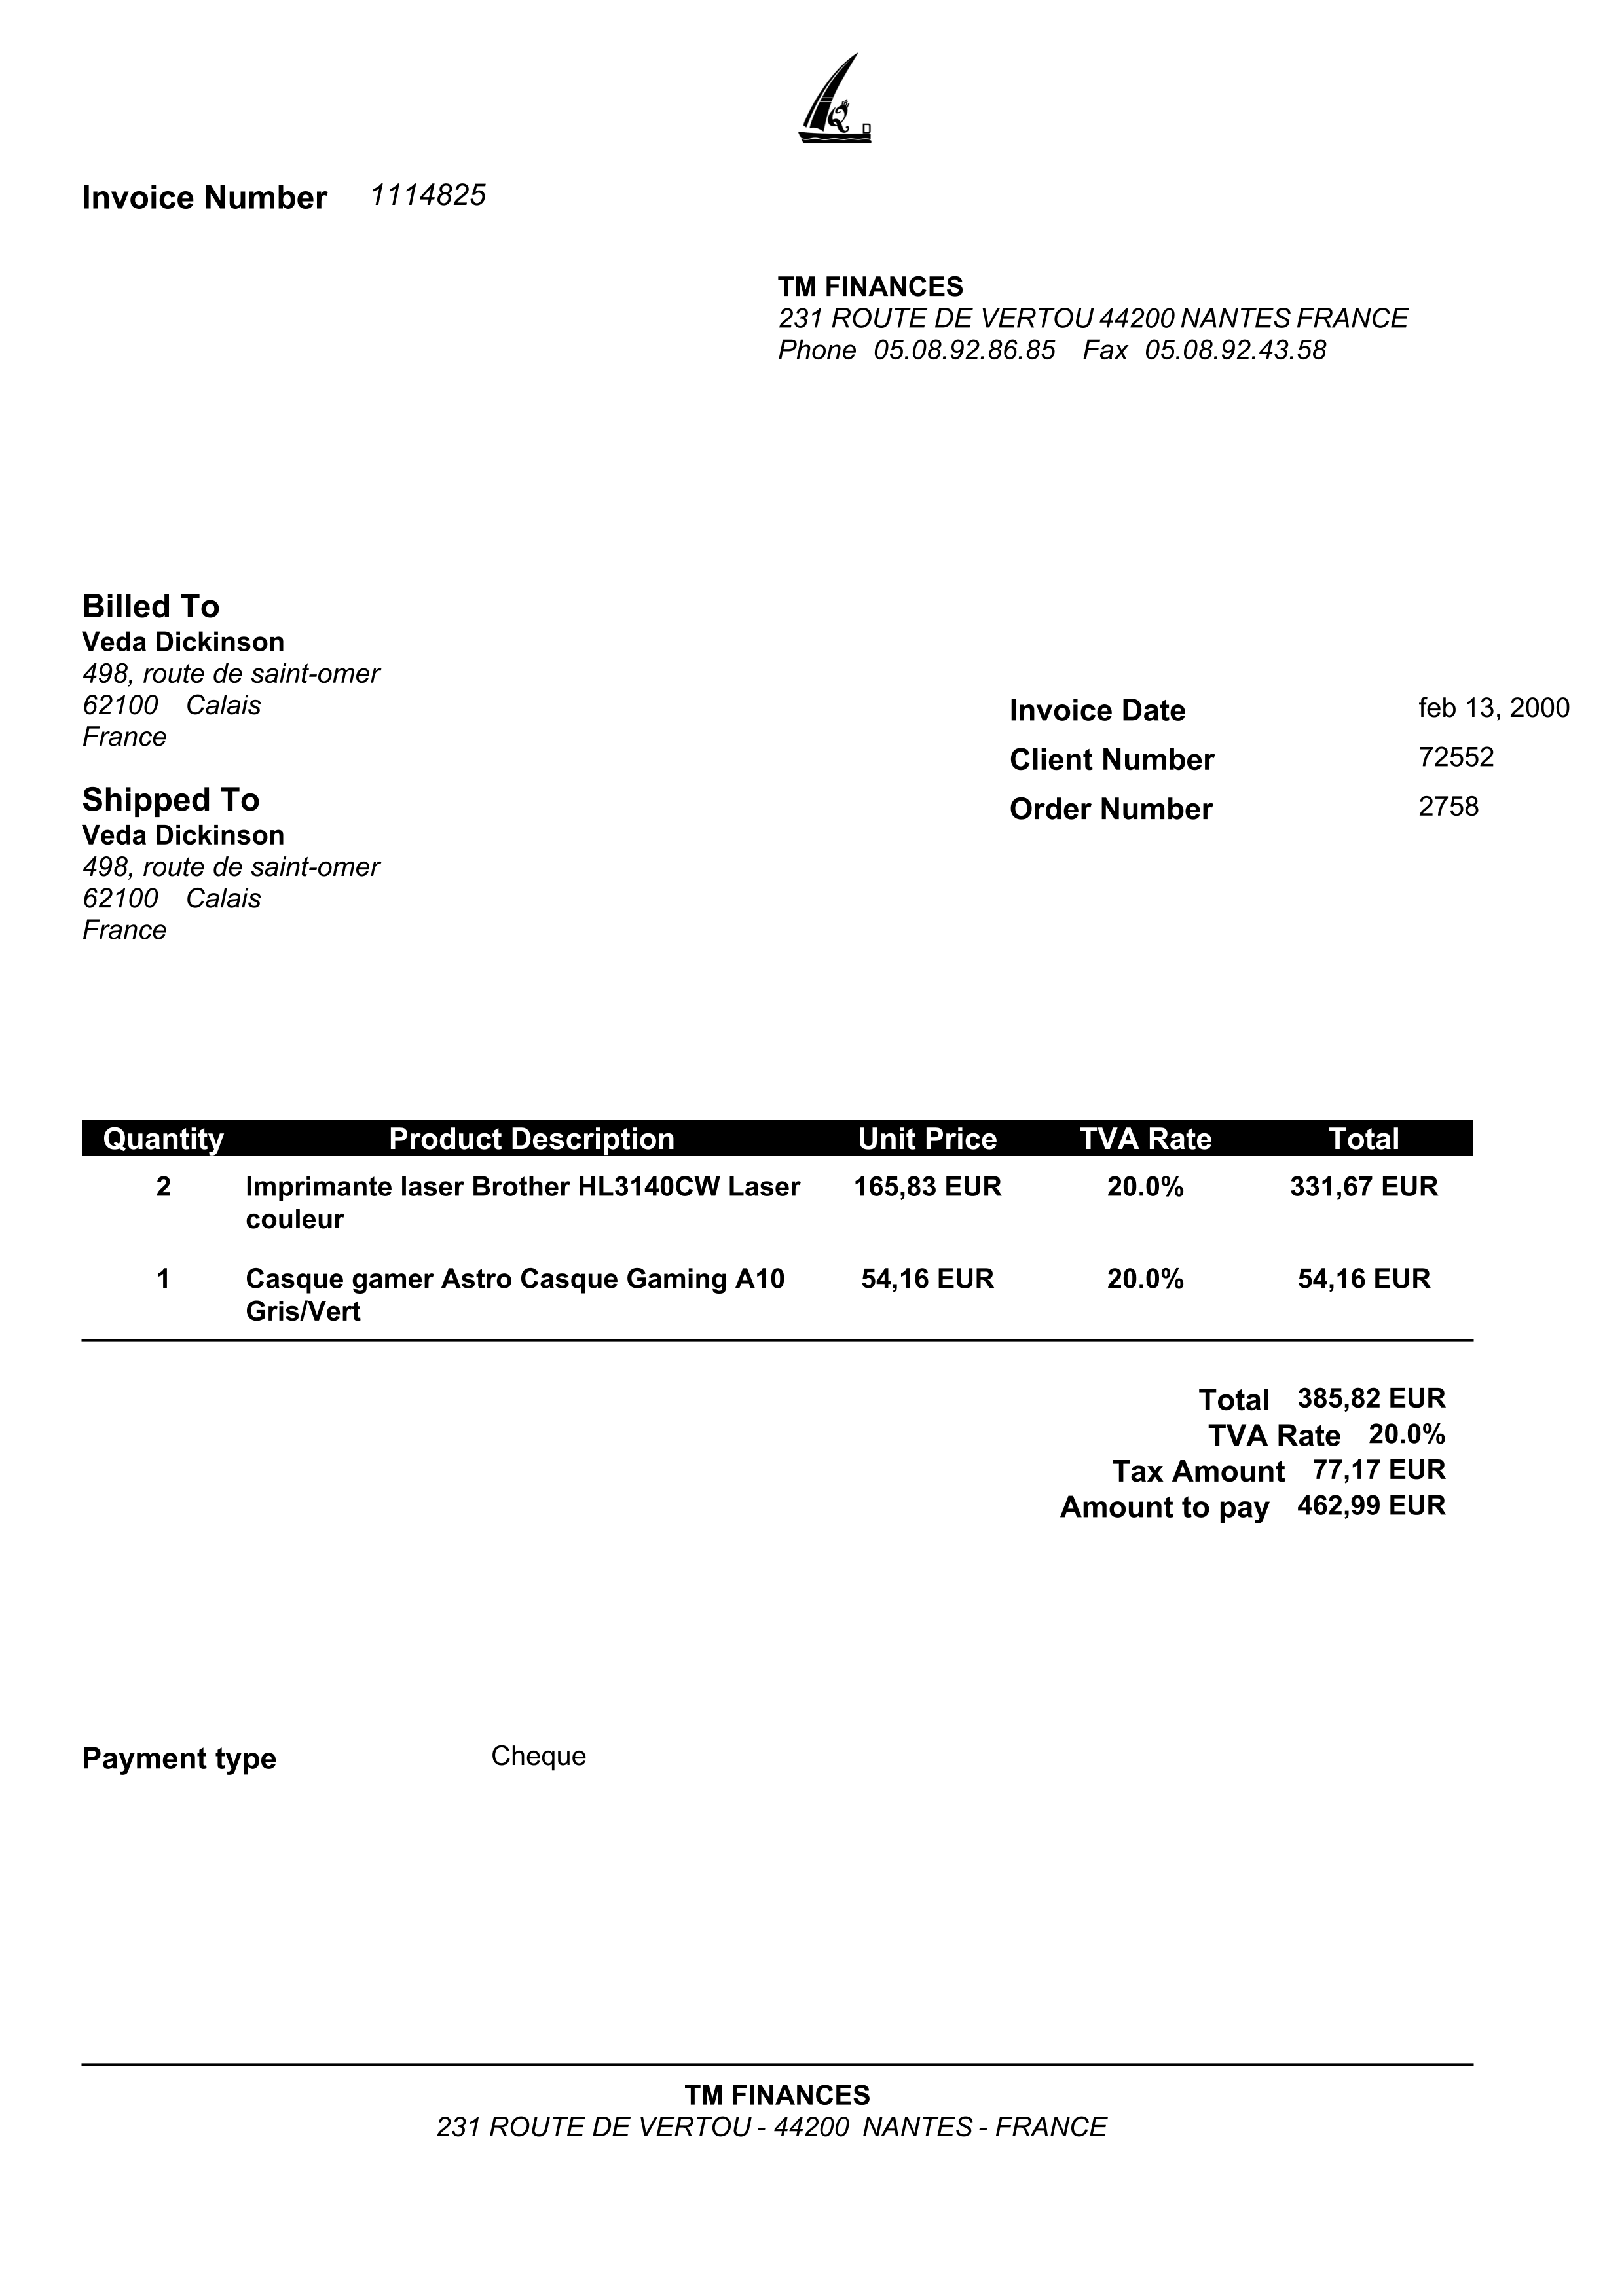 Q
Invoice Number 1114825
TM FINANCES
231 ROUTE DE VERTOU 44200 NANTES FRANCE
Phone 05.08.92.86.85 Fax 05.08.92.43.58
Billed To
Veda Dickinson
498, route de saint-omer
62100 Calais
France
Invoice Date feb 13, 2000
Client Number 72552
Order Number 2758
Shipped To
Veda Dickinson
498, route de saint-omer
62100 Calais
France
Quantity Product Description Unit Price TVA Rate Total
2 Imprimante laser Brother HL3140CW Laser 165,83 EUR 20.0% 331,67 EUR
couleur
1 Casque gamer Astro Casque Gaming A10 54,16 EUR 20.0% 54,16 EUR
Gris/Vert
Total 385,82 EUR
TVA Rate 20.0%
Tax Amount 77,17 EUR
Amount to pay 462,99 EUR
Payment type Cheque
TM FINANCES
231 ROUTE DE VERTOU - 44200 NANTES - FRANCE